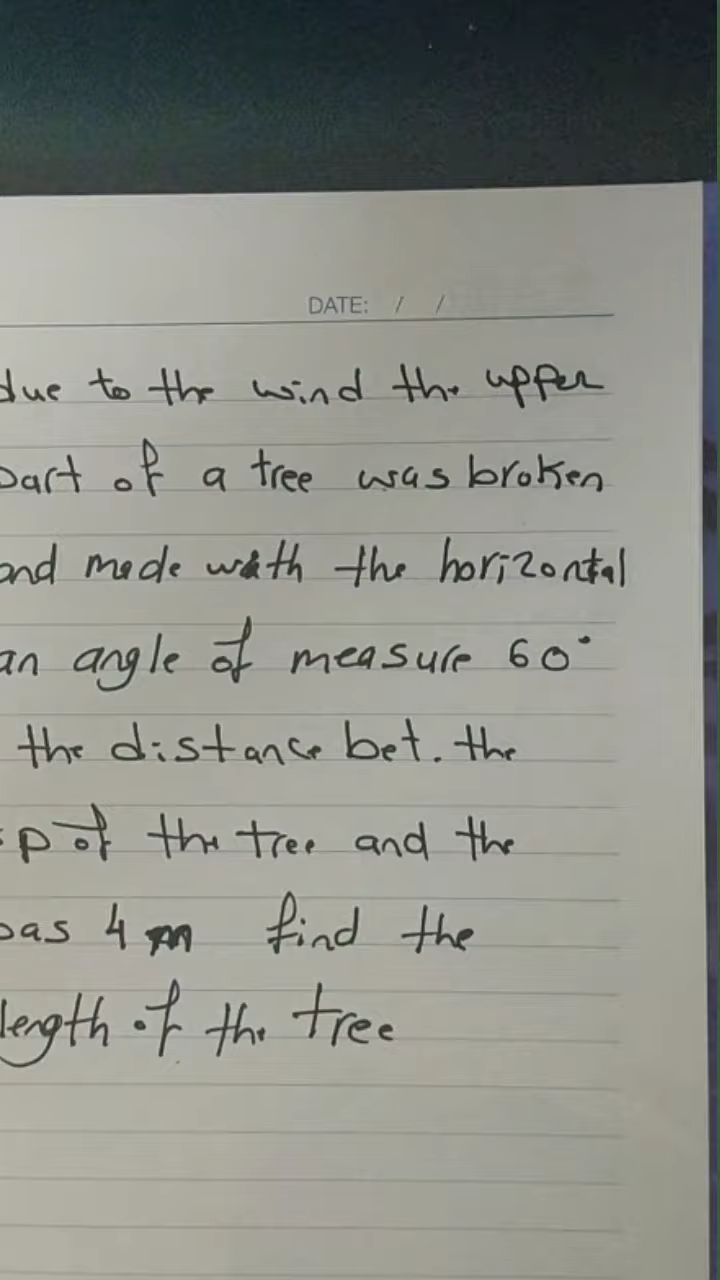 DATE: / /
due to the wind the upper
part of a tree was broken
and made with the horizontal
an angle of measure 60°
the distance bet. the
p of the tree and the
bas 4 m find the
length of the tree